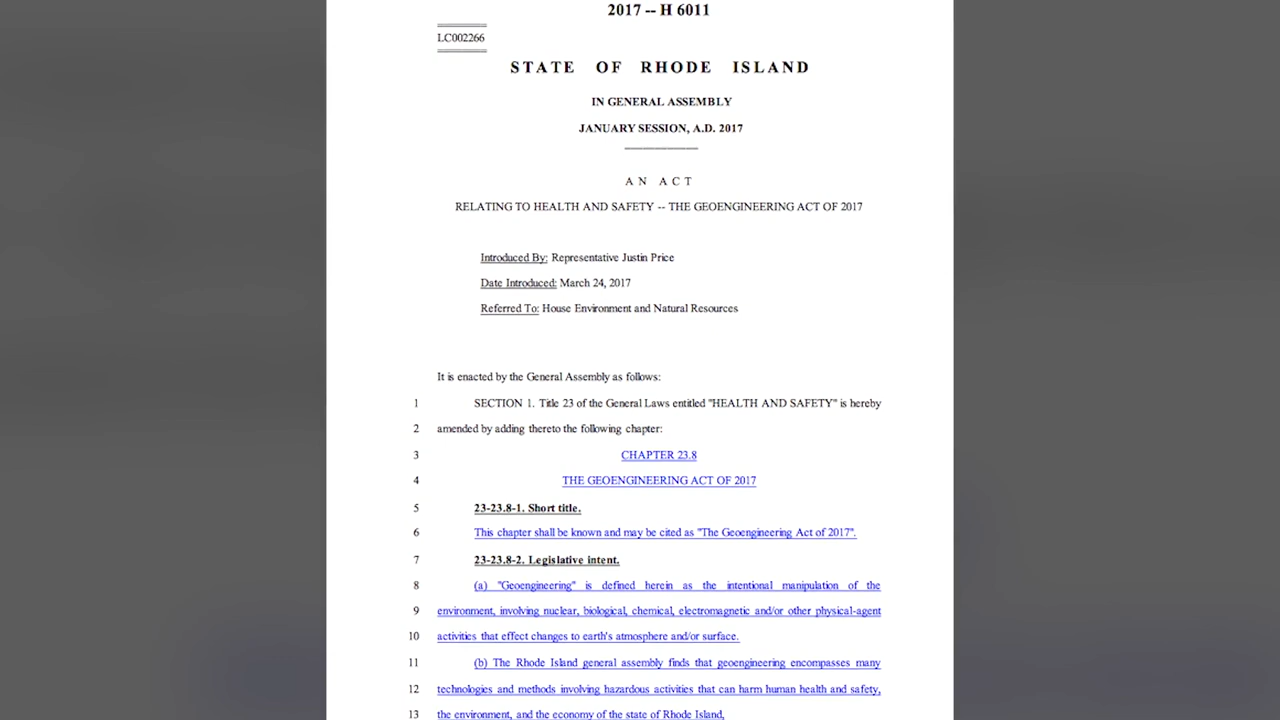 2017 -- H 6011
LC002266
STATE OF RHODE ISLAND
IN GENERAL ASSEMBLY
JANUARY SESSION, A.D. 2017
AN ACT
RELATING TO HEALTH AND SAFETY -- THE GEOENGINEERING ACT OF 2017
Introduced By: Representative Justin Price
Date Introduced: March 24, 2017
Referred To: House Environment and Natural Resources
It is enacted by the General Assembly as follows:
1 SECTION 1. Title 23 of the General Laws entitled "HEALTH AND SAFETY" is hereby
2 amended by adding thereto the following chapter:
3 CHAPTER 23.8
4 THE GEOENGINEERING ACT OF 2017
5 23-23.8-1. Short title.
6 This chapter shall be known and may be cited as "The Geoengineering Act of 2017".
7 23-23.8-2. Legislative intent.
8 (a) "Geoengineering" is defined herein as the intentional manipulation of the
9 environment, involving nuclear, biological, chemical, electromagnetic and/or other physical-agent
10 activities that effect changes to earth's atmosphere and/or surface.
11 (b) The Rhode Island general assembly finds that geoengineering encompasses many
12 technologies and methods involving hazardous activities that can harm human health and safety,
13 the environment, and the economy of the state of Rhode Island,